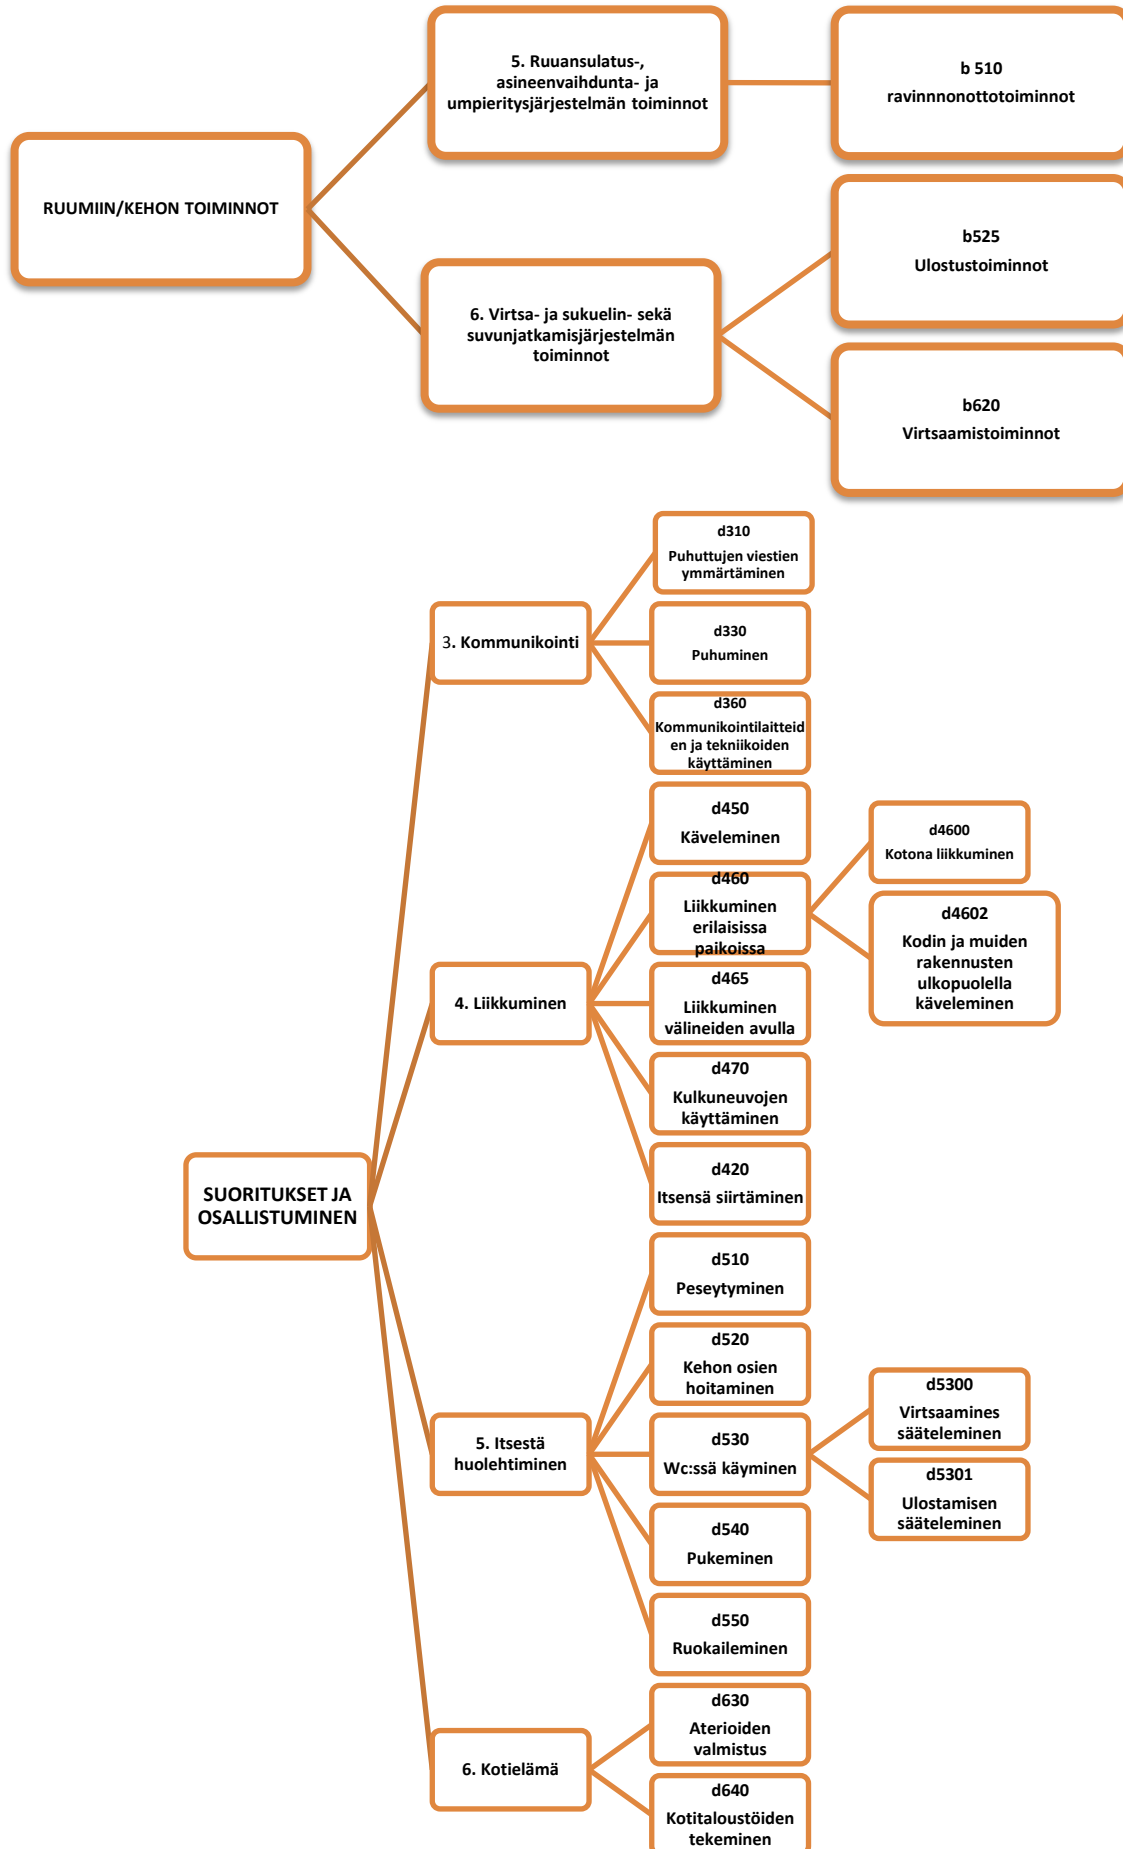 RUUMIIN/KEHON TOIMINNOT
5. Ruuansulatus-,
asineenvaihdunta- ja
umpieritysjärjestelmän toiminnot
b 510
ravinnnonottotoiminnot
6. Virtsa- ja sukuelin- sekä
suvunjatkamisjärjestelmän
toiminnot
b525
Ulostustoiminnot
b620
Virtsaamistoiminnot
SUORITUKSET JA
OSALLISTUMINEN
3. Kommunikointi
d310
Puhuttujen viestien
ymmärtäminen
d330
Puhuminen
d360
Kommunikointilaitteid
en ja tekniikoiden
käyttäminen
4. Liikkuminen
d450
Käveleminen
d460
Liikkuminen
erilaisissa
paikoissa
d4600
Kotona liikkuminen
d4602
Kodin ja muiden
rakennusten
ulkopuolella
käveleminen
d465
Liikkuminen
välineiden avulla
d470
Kulkuneuvojen
käyttäminen
d420
Itsensä siirtäminen
5. Itsestä
huolehtiminen
d510
Peseytyminen
d520
Kehon osien
hoitaminen
d530
Wc:ssä käyminen
d5300
Virtsaamines
sääteleminen
d5301
Ulostamisen
sääteleminen
d540
Pukeminen
d550
Ruokaileminen
6. Kotielämä
d630
Aterioiden
valmistus
d640
Kotitaloustöiden
tekeminen